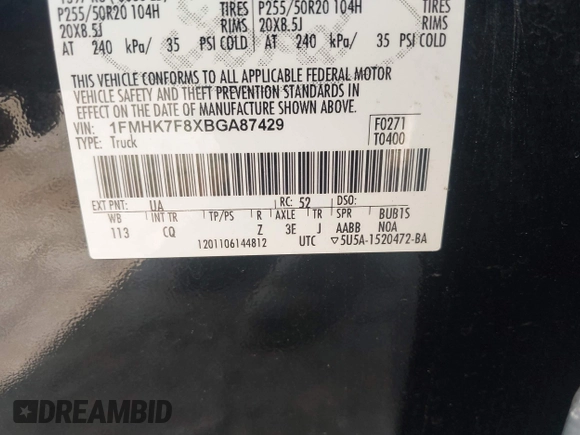 P255/50R20 104H TIRES P255/50R20 104H TIRES
20X8.5J RIMS 20X8.5J RIMS
AT 240 kPa/ 35 PSI COLD AT 240 kPa/ 35 PSI COLD
THIS VEHICLE CONFORMS TO ALL APPLICABLE FEDERAL MOTOR
VEHICLE SAFETY AND THEFT PREVENTION STANDARDS IN
EFFECT ON THE DATE OF MANUFACTURE SHOWN ABOVE.
VIN: 1FMHK7F8XBGA87429 F0271
TYPE: Truck T0400
EXT PNT: UA RC: 52 DSO:
WB INT TR TP/PS R AXLE TR SPR BUBTS
113 CQ Z 3E J AABB N0A
1201106144812 UTC ▽5U5A-1520472-BA
DREAMBID